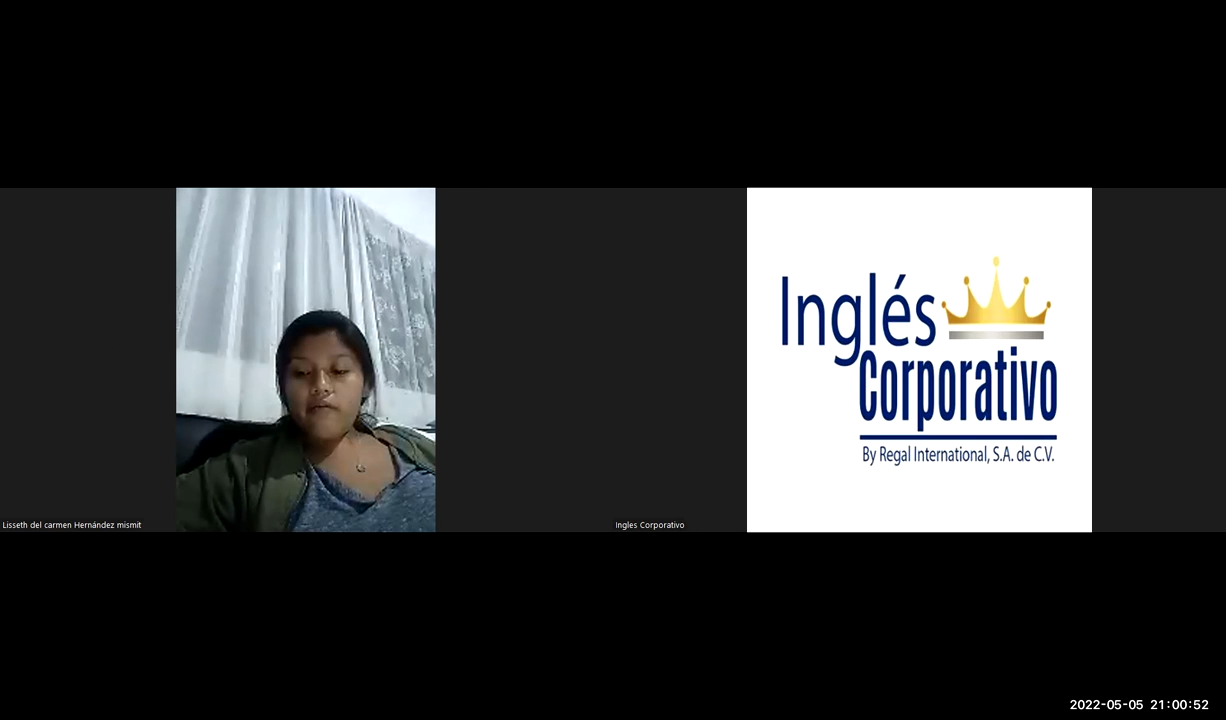 Inglés
Corporativo
By Regal International, S.A. de C.V.
Lisseth del carmen Hernández mismit
Ingles Corporativo
2022-05-05 21:00:52